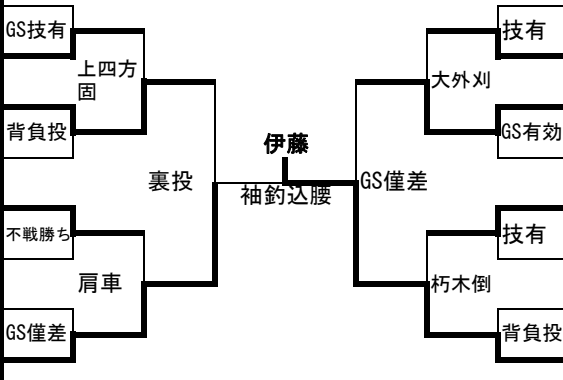 GS技有
上四方
固
背負投
裏投
不戦勝ち
肩車
GS僅差
伊藤
袖釣込腰
GS僅差
技有
大外刈
GS有効
技有
朽木倒
背負投